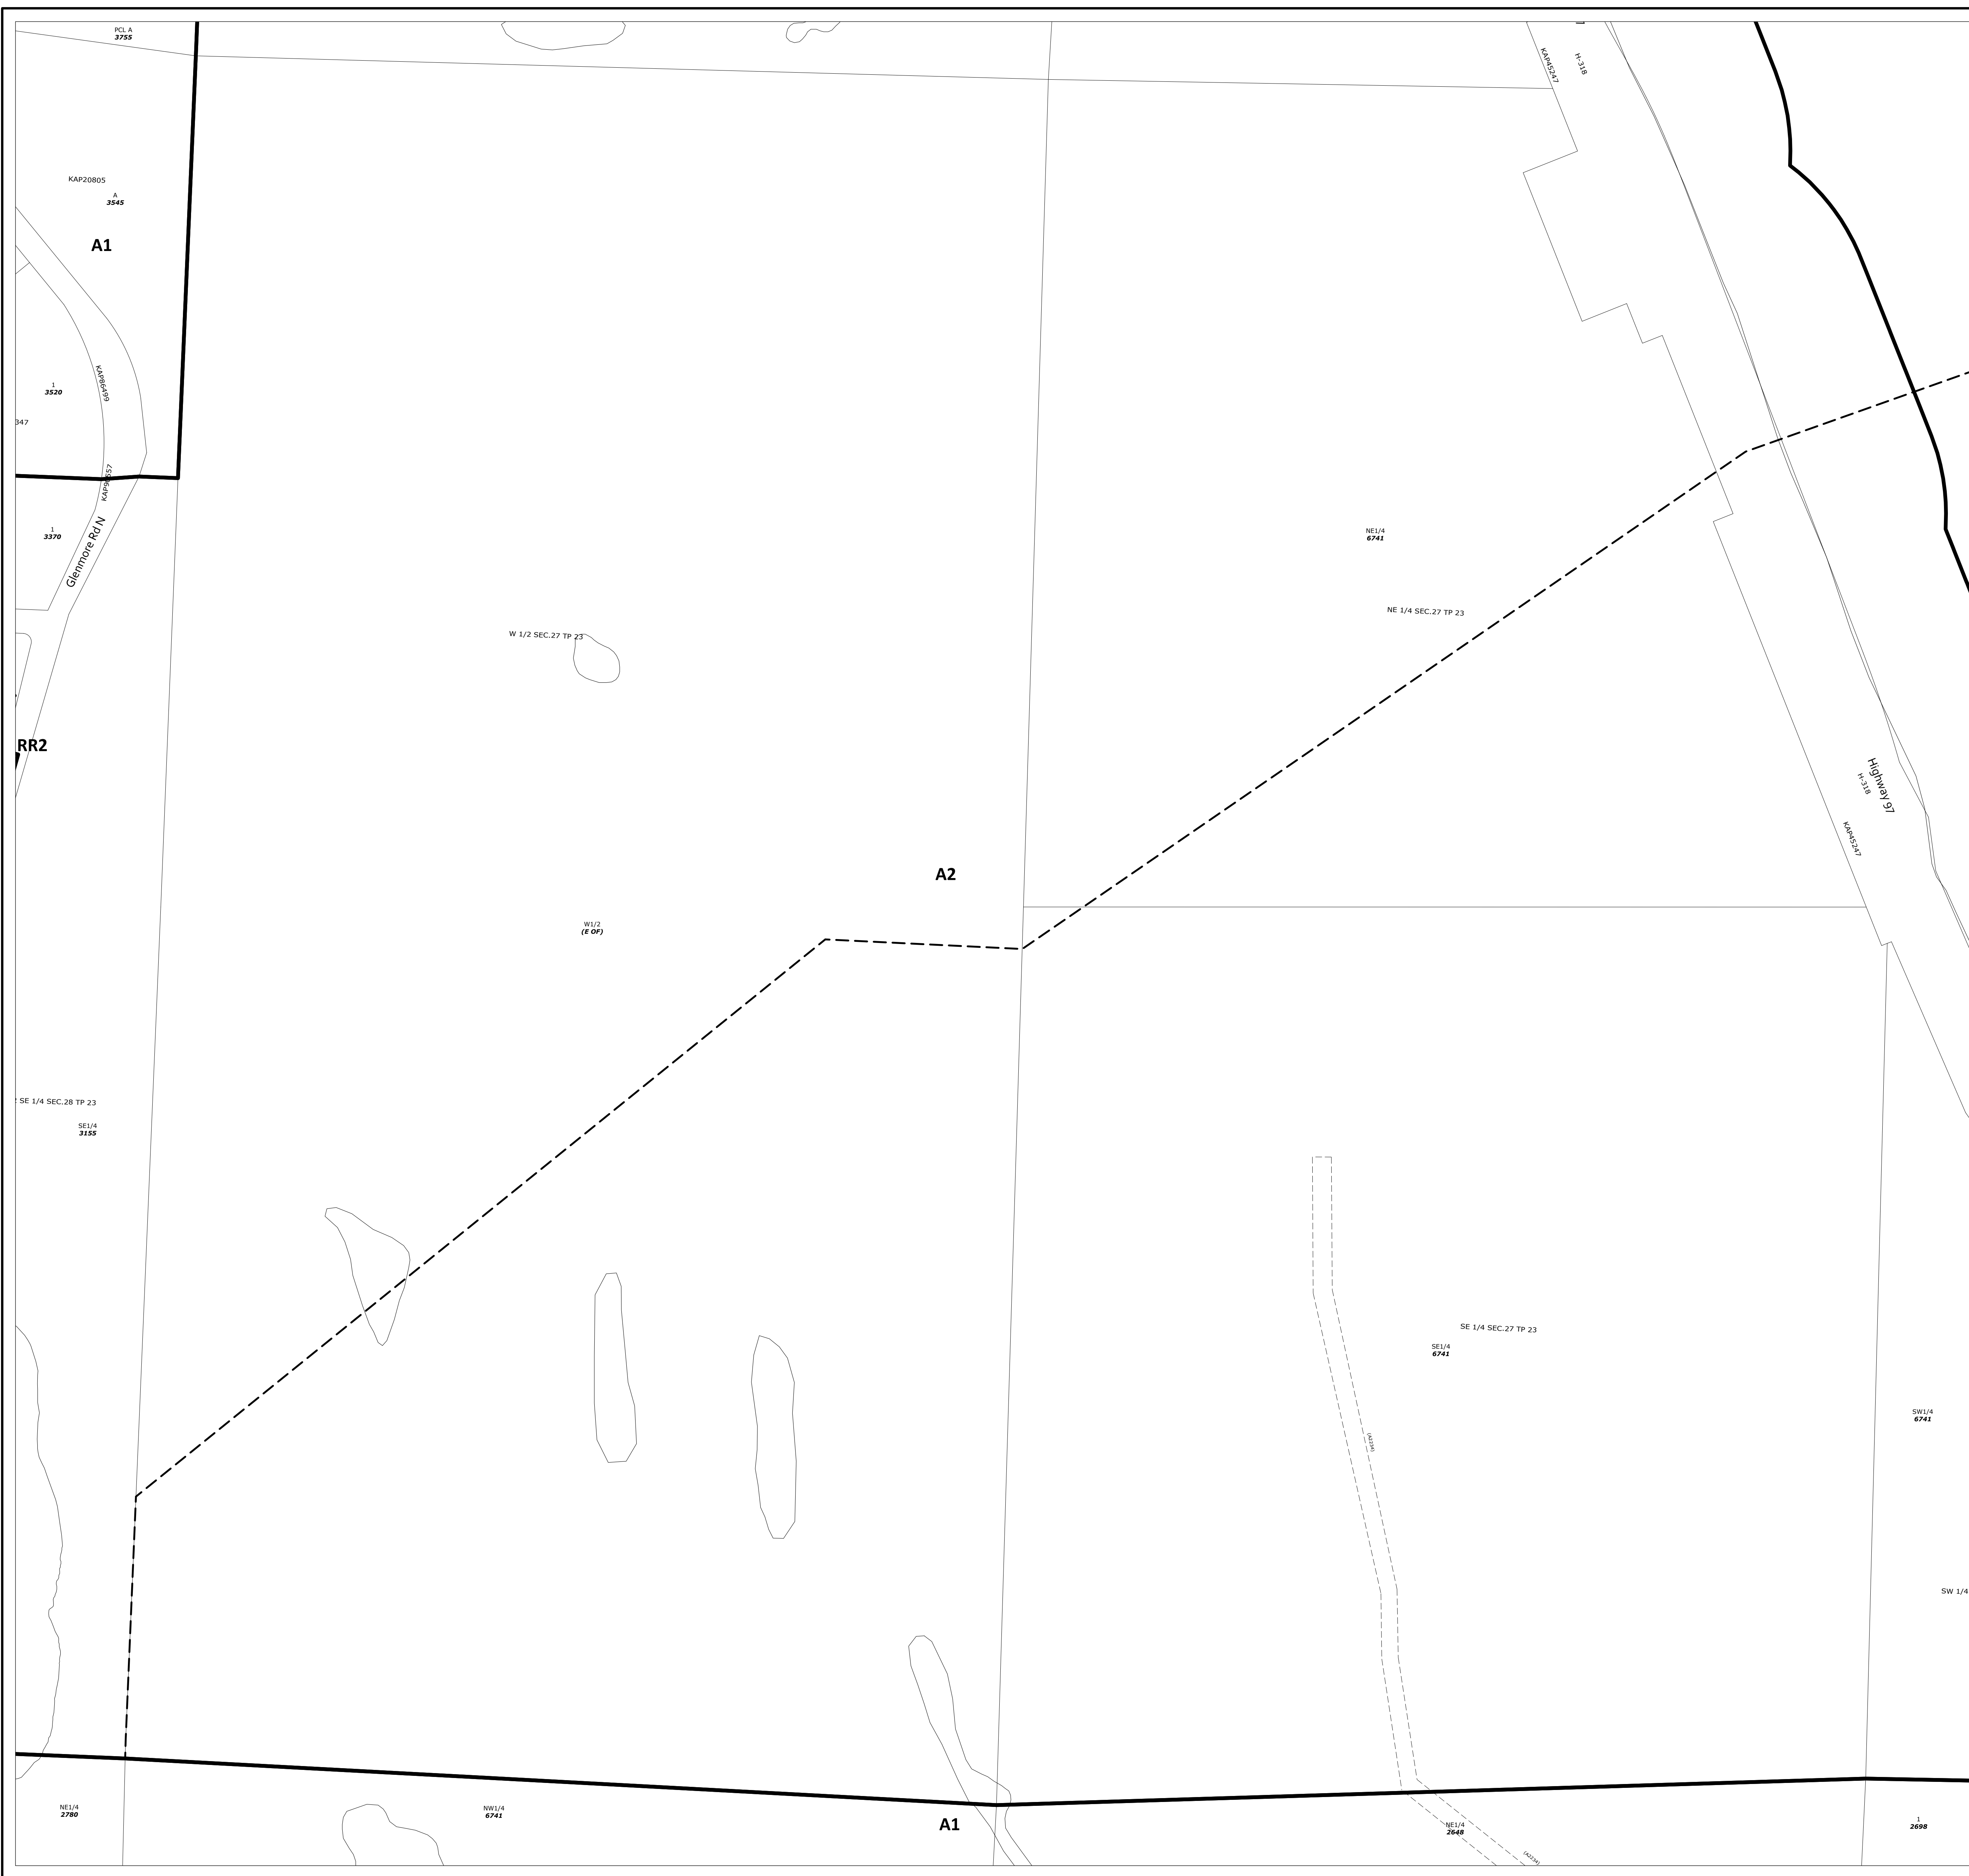 PCL A
3755
KAP45247
H-318
KAP20805
A
3545
A1
KAP86499
1
3520
347
1
3370
Glenmore Rd N
NE1/4
6741
NE 1/4 SEC.27 TP 23
W 1/2 SEC.27 TP 23
RR2
Highway 97
H-318
KAP45247
A2
W1/2
(E OF)
SE 1/4 SEC.28 TP 23
SE1/4
3155
SE 1/4 SEC.27 TP 23
SE1/4
6741
SW1/4
6741
(A2234)
SW 1/4
NE1/4
2780
NW1/4
6741
A1
NE1/4
2648
1
2698
(A2234)